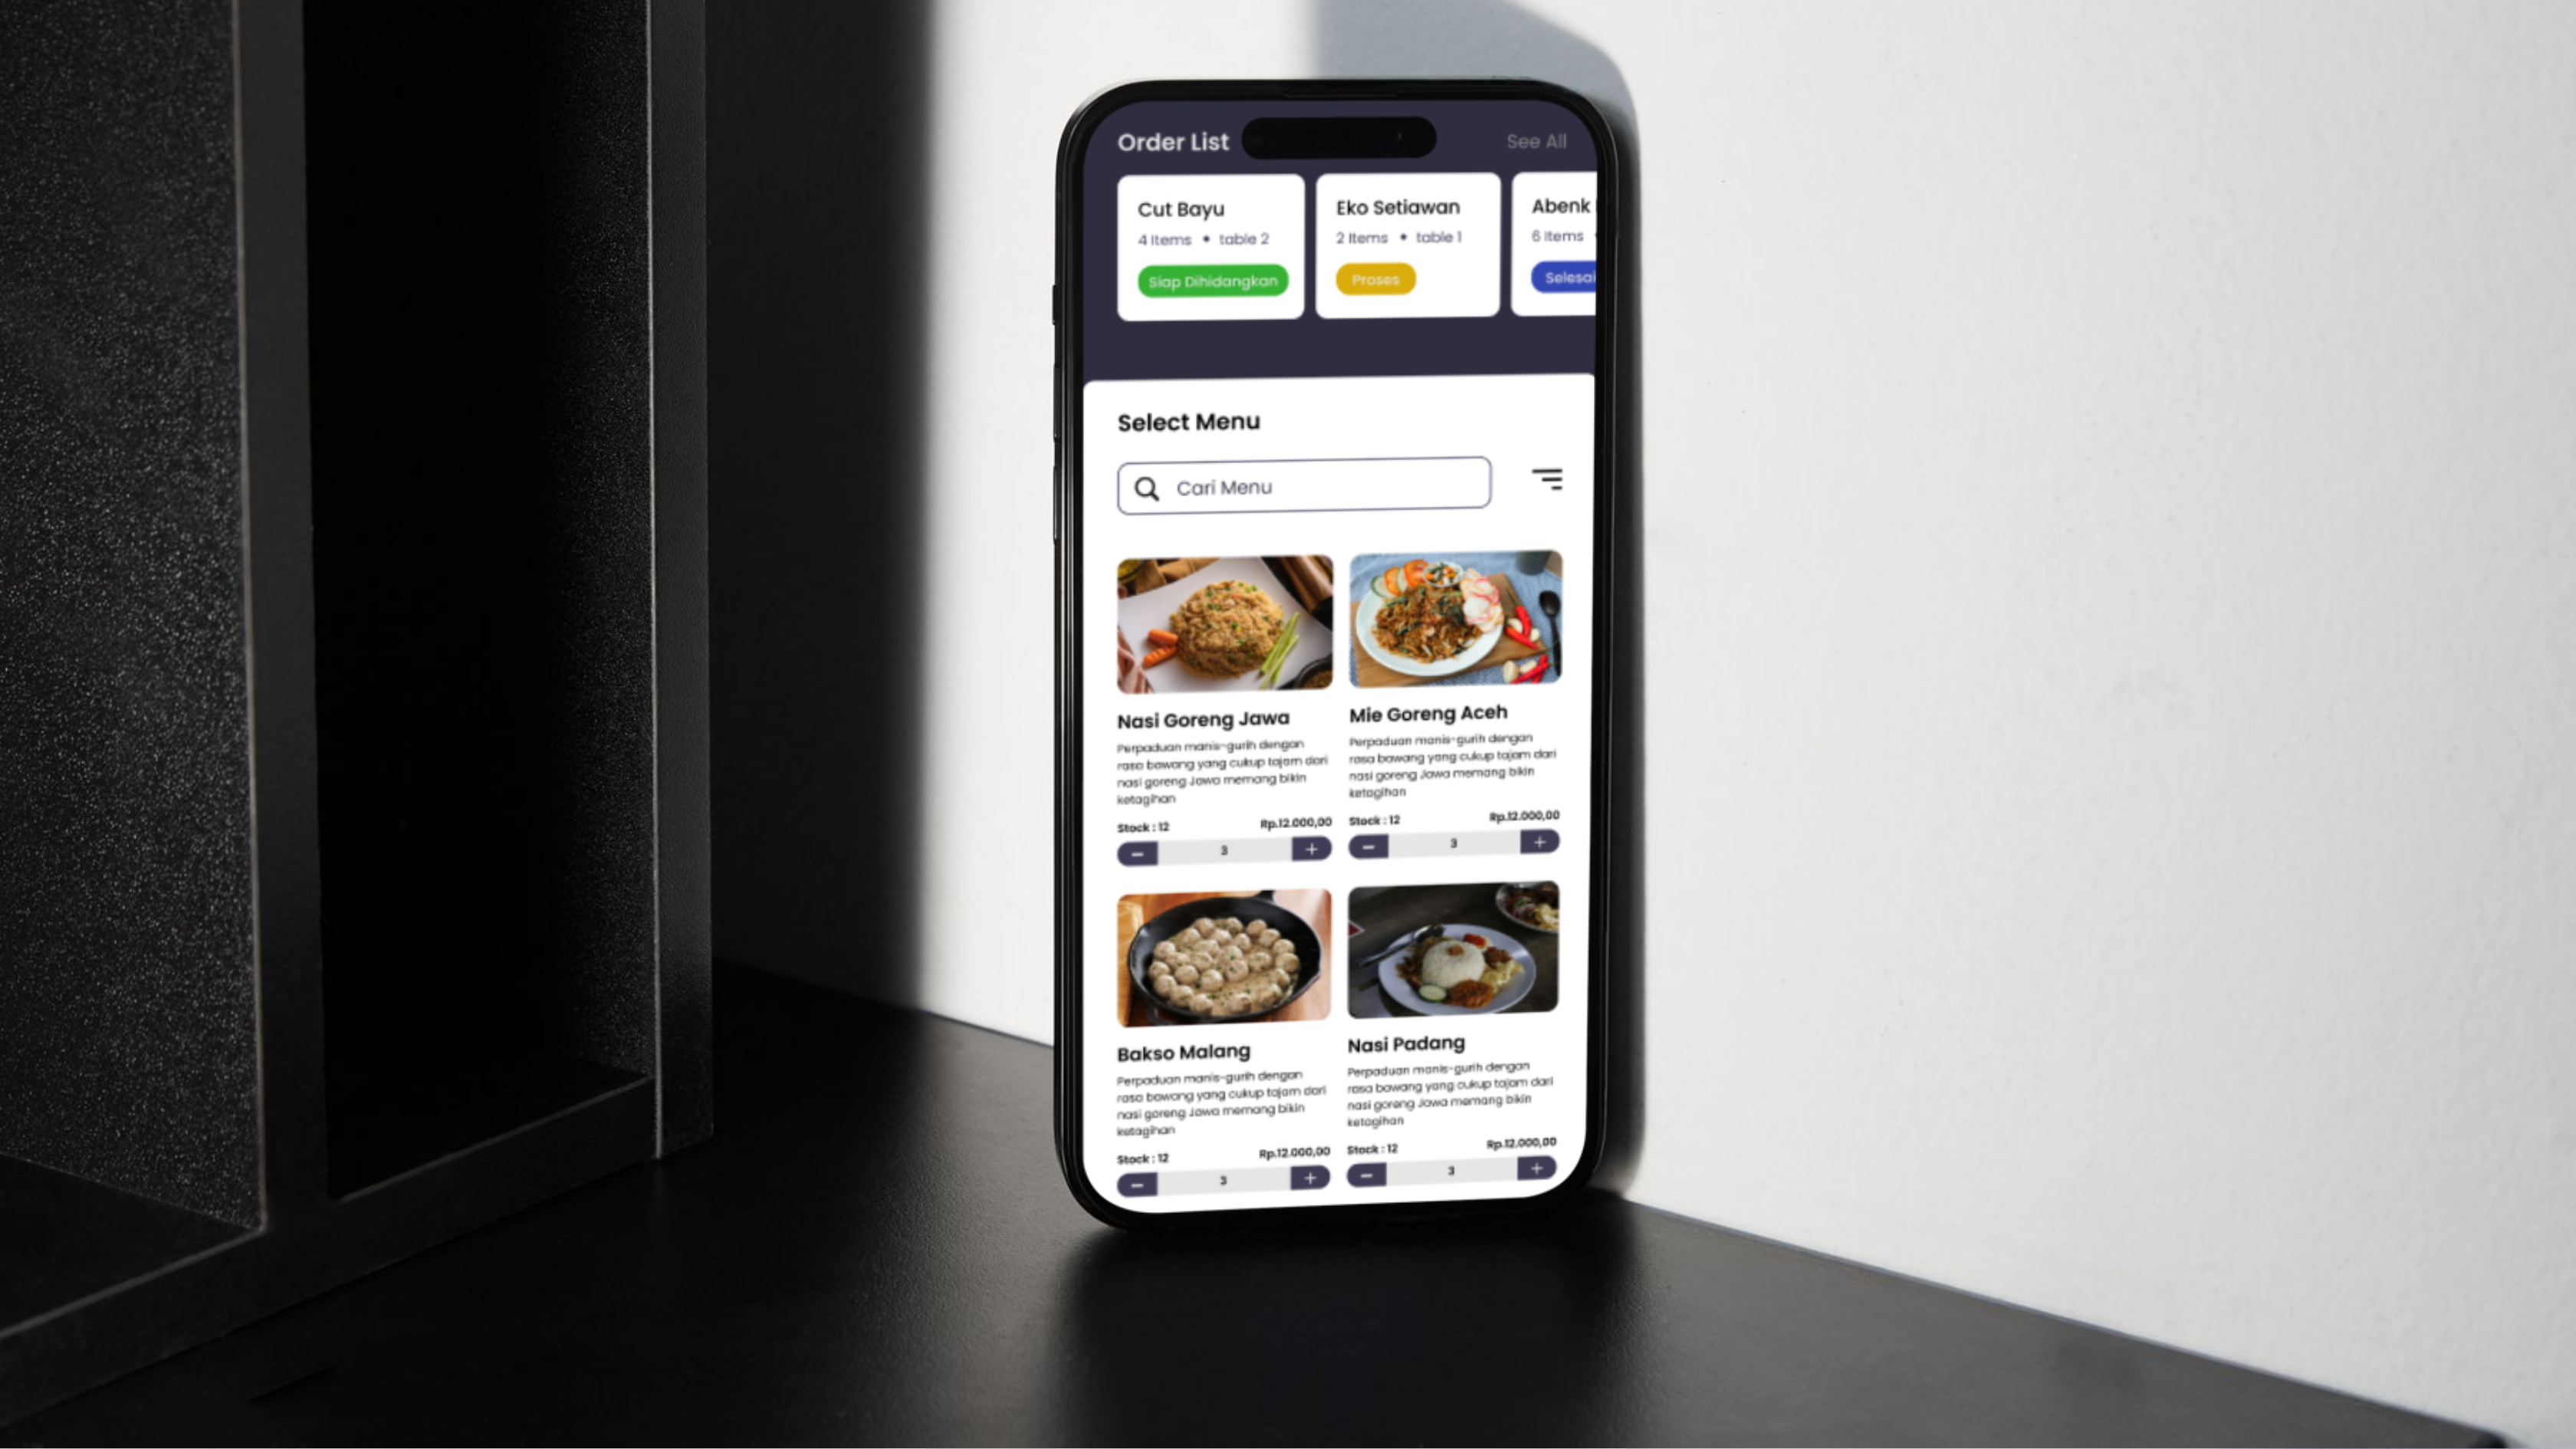 Order List
See All
Cut Bayu
4 Items • table 2
Siap Dihidangkan
Eko Setiawan
2 Items • table 1
Proses
Abenk
6 Items
Selesai
Select Menu
Cari Menu
Nasi Goreng Jawa
Perpaduan manis-gurih dengan
rasa bawang yang cukup tajam dari
nasi goreng Jawa memang bikin
ketagihan
Stock : 12
Rp.12.000,00
3
Mie Goreng Aceh
Perpaduan manis-gurih dengan
rasa bawang yang cukup tajam dari
nasi goreng Jawa memang bikin
ketagihan
Stock : 12
Rp.12.000,00
3
Bakso Malang
Perpaduan manis-gurih dengan
rasa bawang yang cukup tajam dari
nasi goreng Jawa memang bikin
ketagihan
Stock : 12
Rp.12.000,00
3
Nasi Padang
Perpaduan manis-gurih dengan
rasa bawang yang cukup tajam dari
nasi goreng Jawa memang bikin
ketagihan
Stock : 12
Rp.12.000,00
3